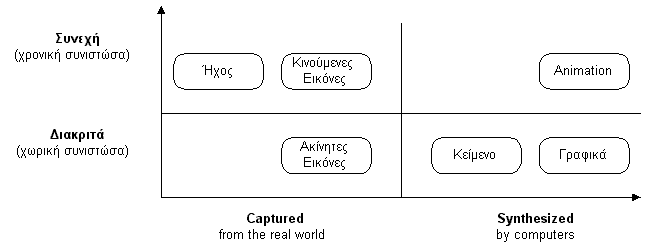 Συνεχή
(χρονική συνιστώσα)
Ήχος
Κινούμενες
Εικόνες
Animation
Διακριτά
(χωρική συνιστώσα)
Ακίνητες
Εικόνες
Κείμενο
Γραφικά
Captured
from the real world
Synthesized
by computers